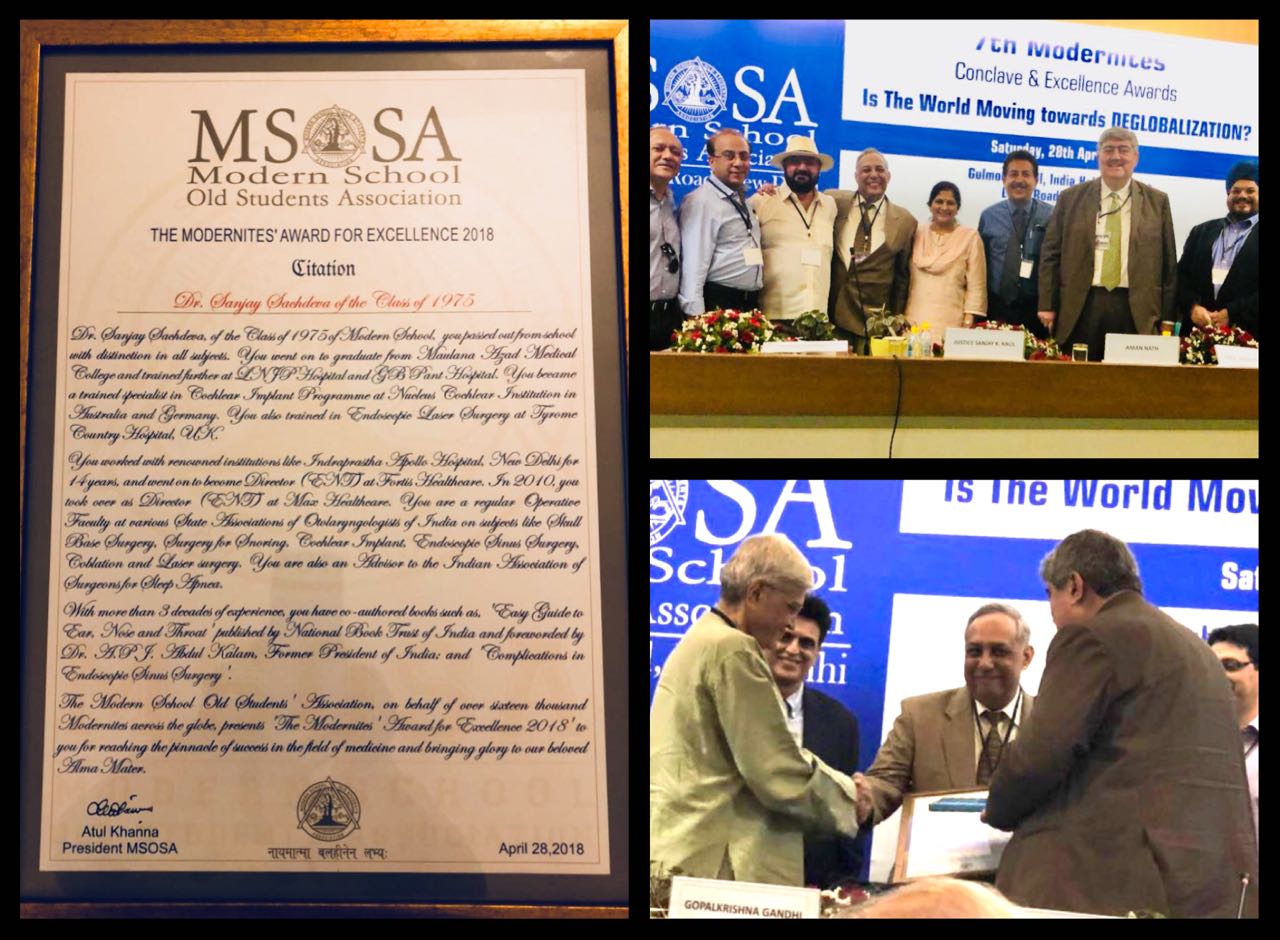 MSOSA
Modern School
Old Students Association
THE MODERNITES' AWARD FOR EXCELLENCE 2018
Citation
Dr. Sanjay Sachdeva of the Class of 1975
Dr. Sanjay Sachdeva, of the Class of 1975 of Modern School, you passed out from school
with distinction in all subjects. You went on to graduate from Maulana Azad Medical
College and trained further at LNJP Hospital and GB Pant Hospital. You became
a trained specialist in Cochlear Implant Programme at Nucleus Cochlear Institution in
Australia and Germany. You also trained in Endoscopic Laser Surgery at Tyrome
Country Hospital, UK.
You worked with renowned institutions like Indraprastha Apollo Hospital, New Delhi for
14 years, and went on to become Director (ENT) at Fortis Healthcare. In 2010, you
took over as Director (ENT) at Max Healthcare. You are a regular Operative
Faculty at various State Associations of Otolaryngologists of India on subjects like Skull
Base Surgery, Surgery for Snoring, Cochlear Implant, Endoscopic Sinus Surgery,
Coblation and Laser surgery. You are also an Advisor to the Indian Association of
Surgeons for Sleep Apnea.
With more than 3 decades of experience, you have co-authored books such as, 'Easy Guide to
Ear, Nose and Throat' published by National Book Trust of India and foreworded by
Dr. A.P.J. Abdul Kalam, Former President of India; and 'Complications in
Endoscopic Sinus Surgery'.
The Modern School Old Students' Association, on behalf of over sixteen thousand
Modernites across the globe, presents 'The Modernites' Award for Excellence 2018' to
you for reaching the pinnacle of success in the field of medicine and bringing glory to our beloved
Alma Mater.
Atul Khanna
President MSOSA
नायमात्मा बलहीनेन लभ्यः
April 28,2018
SA
rn School
s Associa
Road, New D
7th Modernites
Conclave & Excellence Awards
Is The World Moving towards DEGLOBALIZATION?
Saturday, 28th Apr
Gulmo l, India H
Road
JUSTICE SANJAY K. KAUL
AMAN NATH
SA
School
Asso n
hi
Is The World Mov
Sat
GOPALKRISHNA GANDHI